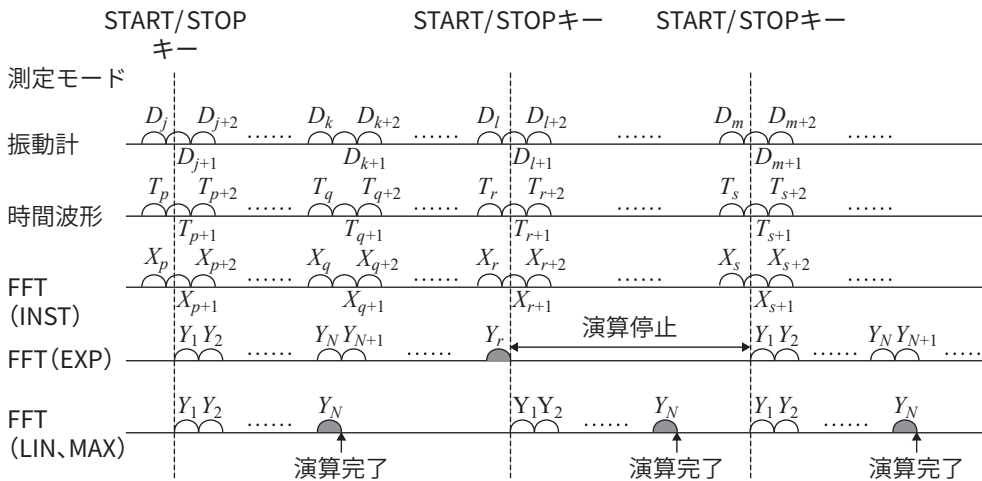 START/STOP キー START/STOPキー START/STOPキー
測定モード
振動計 D_j D_{j+1} D_{j+2} …… D_k D_{k+1} D_{k+2} …… D_l D_{l+1} D_{l+2} …… D_m D_{m+1} D_{m+2} ……
時間波形 T_p T_{p+1} T_{p+2} …… T_q T_{q+1} T_{q+2} …… T_r T_{r+1} T_{r+2} …… T_s T_{s+1} T_{s+2} ……
FFT (INST) X_p X_{p+1} X_{p+2} …… X_q X_{q+1} X_{q+2} …… X_r X_{r+1} X_{r+2} …… X_s X_{s+1} X_{s+2} ……
FFT(EXP) Y_1 Y_2 …… Y_N Y_{N+1} …… Y_r 演算停止 Y_1 Y_2 …… Y_N Y_{N+1} ……
FFT (LIN、MAX) Y_1 Y_2 …… Y_N Y_1 Y_2 …… Y_N Y_1 Y_2 …… Y_N
演算完了 演算完了 演算完了